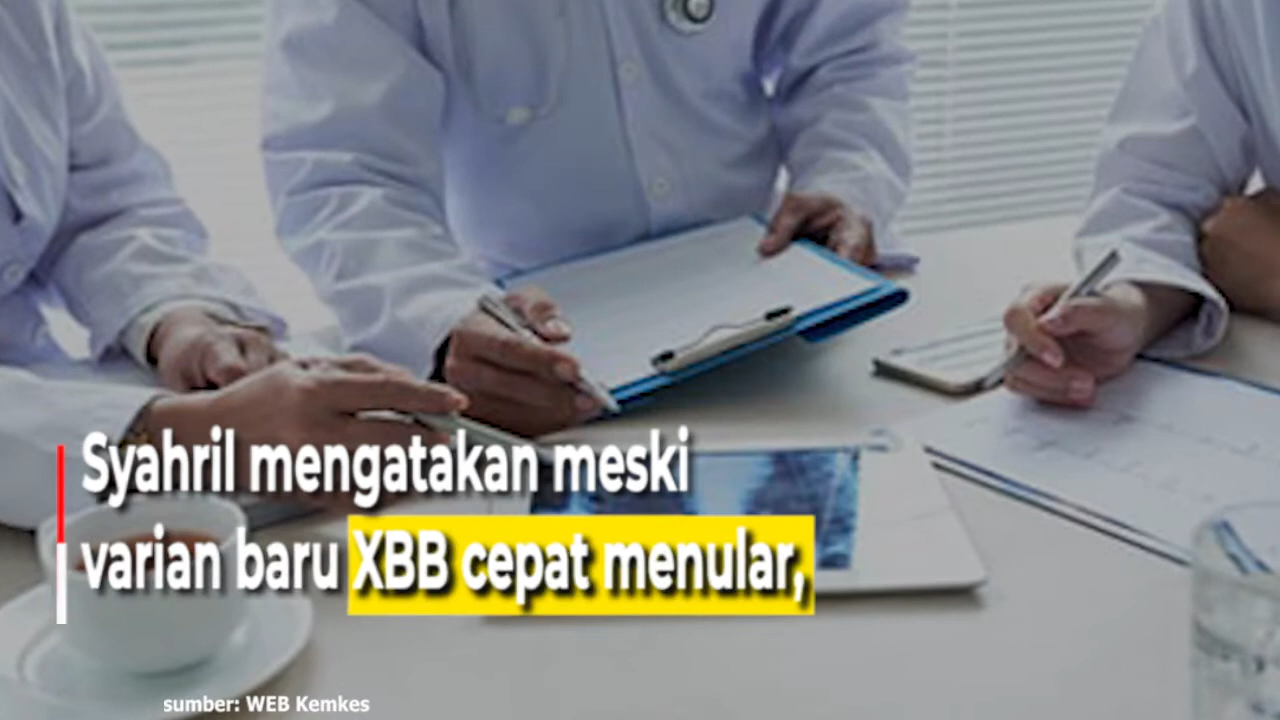 Syahril mengatakan meski
varian baru XBB cepat menular,
sumber: WEB Kemkes